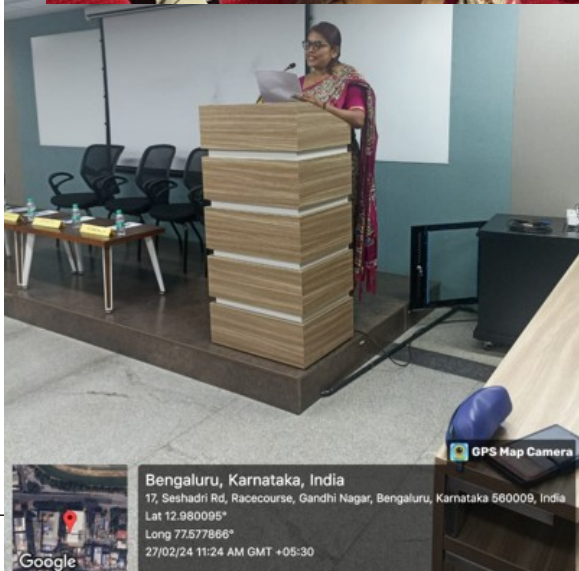 GPS Map Camera
Bengaluru, Karnataka, India
17, Seshadri Rd, Racecourse, Gandhi Nagar, Bengaluru, Karnataka 560009, India
Lat 12.980095°
Long 77.577866°
27/02/24 11:24 AM GMT +05:30
Google